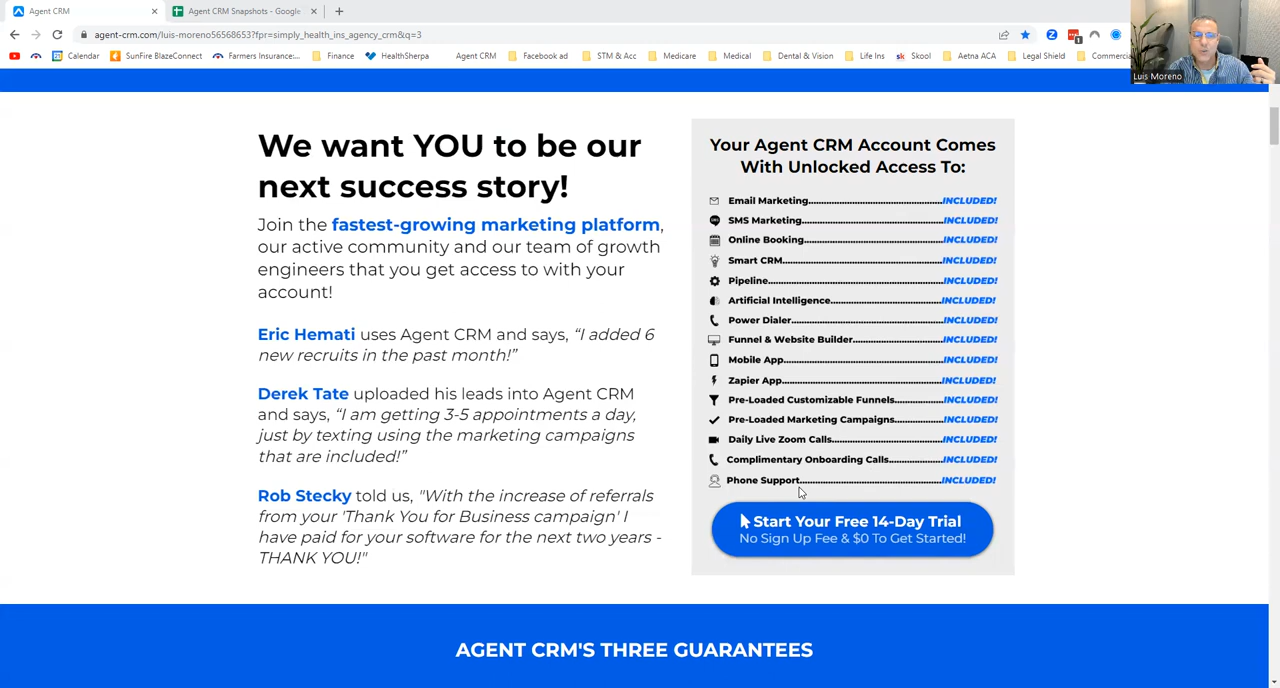 Agent CRM
Agent CRM Snapshots - Google
agent-crm.com/luis-moreno56568653?fpr=simply_health_ins_agency_crm&q=3
Calendar
SunFire BlazeConnect
Farmers Insurance:...
Finance
HealthSherpa
Agent CRM
Facebook ad
STM & Acc
Medicare
Medical
Dental & Vision
Life Ins
sk Skool
Aetna ACA
Legal Shield
Commercia
Luis Moreno
We want YOU to be our
next success story!
Join the fastest-growing marketing platform,
our active community and our team of growth
engineers that you get access to with your
account!
Eric Hemati uses Agent CRM and says, “I added 6
new recruits in the past month!”
Derek Tate uploaded his leads into Agent CRM
and says, “I am getting 3-5 appointments a day,
just by texting using the marketing campaigns
that are included!”
Rob Stecky told us, "With the increase of referrals
from your 'Thank You for Business campaign' I
have paid for your software for the next two years -
THANK YOU!"
Your Agent CRM Account Comes
With Unlocked Access To:
Email Marketing INCLUDED!
SMS Marketing INCLUDED!
Online Booking INCLUDED!
Smart CRM INCLUDED!
Pipeline INCLUDED!
Artificial Intelligence INCLUDED!
Power Dialer INCLUDED!
Funnel & Website Builder INCLUDED!
Mobile App INCLUDED!
Zapier App INCLUDED!
Pre-Loaded Customizable Funnels INCLUDED!
Pre-Loaded Marketing Campaigns INCLUDED!
Daily Live Zoom Calls INCLUDED!
Complimentary Onboarding Calls INCLUDED!
Phone Support INCLUDED!
Start Your Free 14-Day Trial
No Sign Up Fee & $0 To Get Started!
AGENT CRM'S THREE GUARANTEES